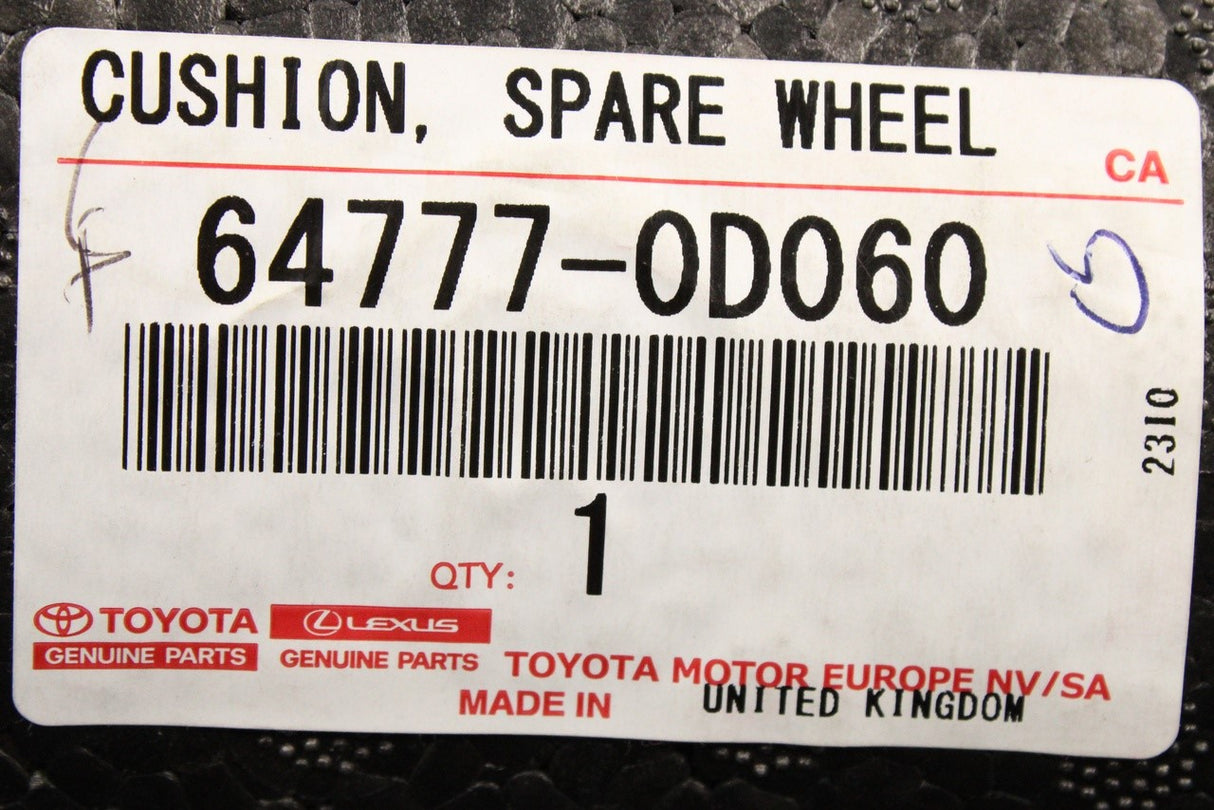 CUSHION, SPARE WHEEL
CA
64777-0D060
2310
1
QTY:
TOYOTA
GENUINE PARTS
LEXUS
GENUINE PARTS
TOYOTA MOTOR EUROPE NV/SA
MADE IN UNITED KINGDOM